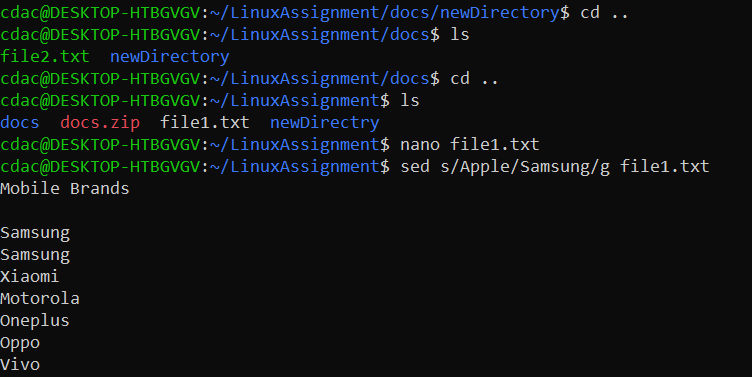 cdac@DESKTOP-HTBGVGV:~/LinuxAssignment/docs/newDirectory$ cd ..
cdac@DESKTOP-HTBGVGV:~/LinuxAssignment/docs$ ls
file2.txt  newDirectory
cdac@DESKTOP-HTBGVGV:~/LinuxAssignment/docs$ cd ..
cdac@DESKTOP-HTBGVGV:~/LinuxAssignment$ ls
docs  docs.zip  file1.txt  newDirectry
cdac@DESKTOP-HTBGVGV:~/LinuxAssignment$ nano file1.txt
cdac@DESKTOP-HTBGVGV:~/LinuxAssignment$ sed s/Apple/Samsung/g file1.txt
Mobile Brands

Samsung
Samsung
Xiaomi
Motorola
Oneplus
Oppo
Vivo